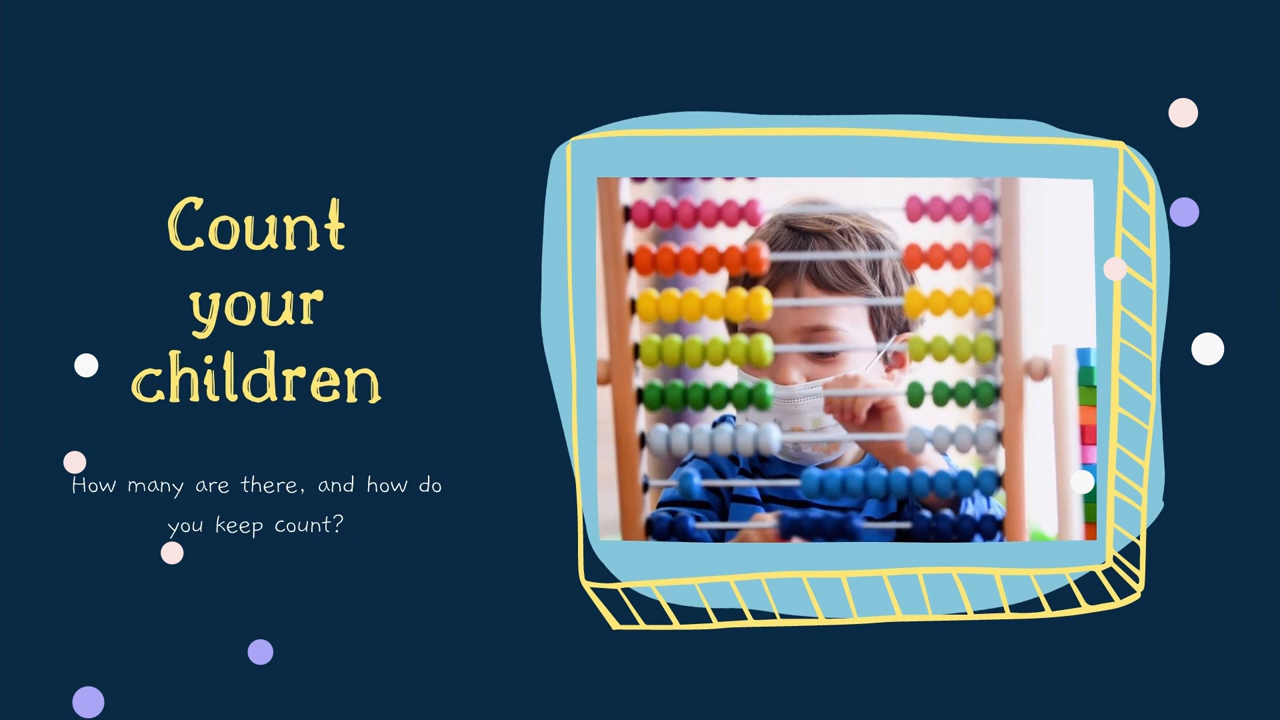 Count
your
children
How many are there, and how do
you keep count?